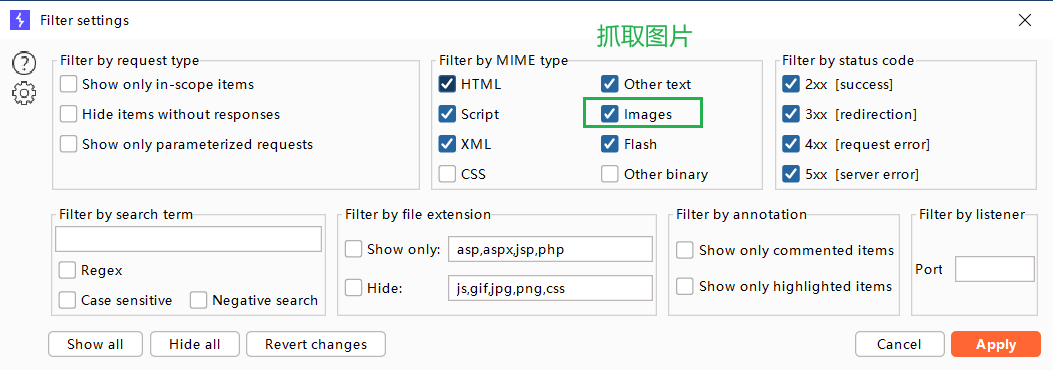 Filter settings
抓取图片
Filter by request type
Show only in-scope items
Hide items without responses
Show only parameterized requests
Filter by MIME type
HTML
Other text
Script
Images
XML
Flash
CSS
Other binary
Filter by status code
2xx [success]
3xx [redirection]
4xx [request error]
5xx [server error]
Filter by search term
Regex
Case sensitive
Negative search
Filter by file extension
Show only: asp,aspx,jsp,php
Hide: js,gif,jpg,png,css
Filter by annotation
Show only commented items
Show only highlighted items
Filter by listener
Port
Show all
Hide all
Revert changes
Cancel
Apply